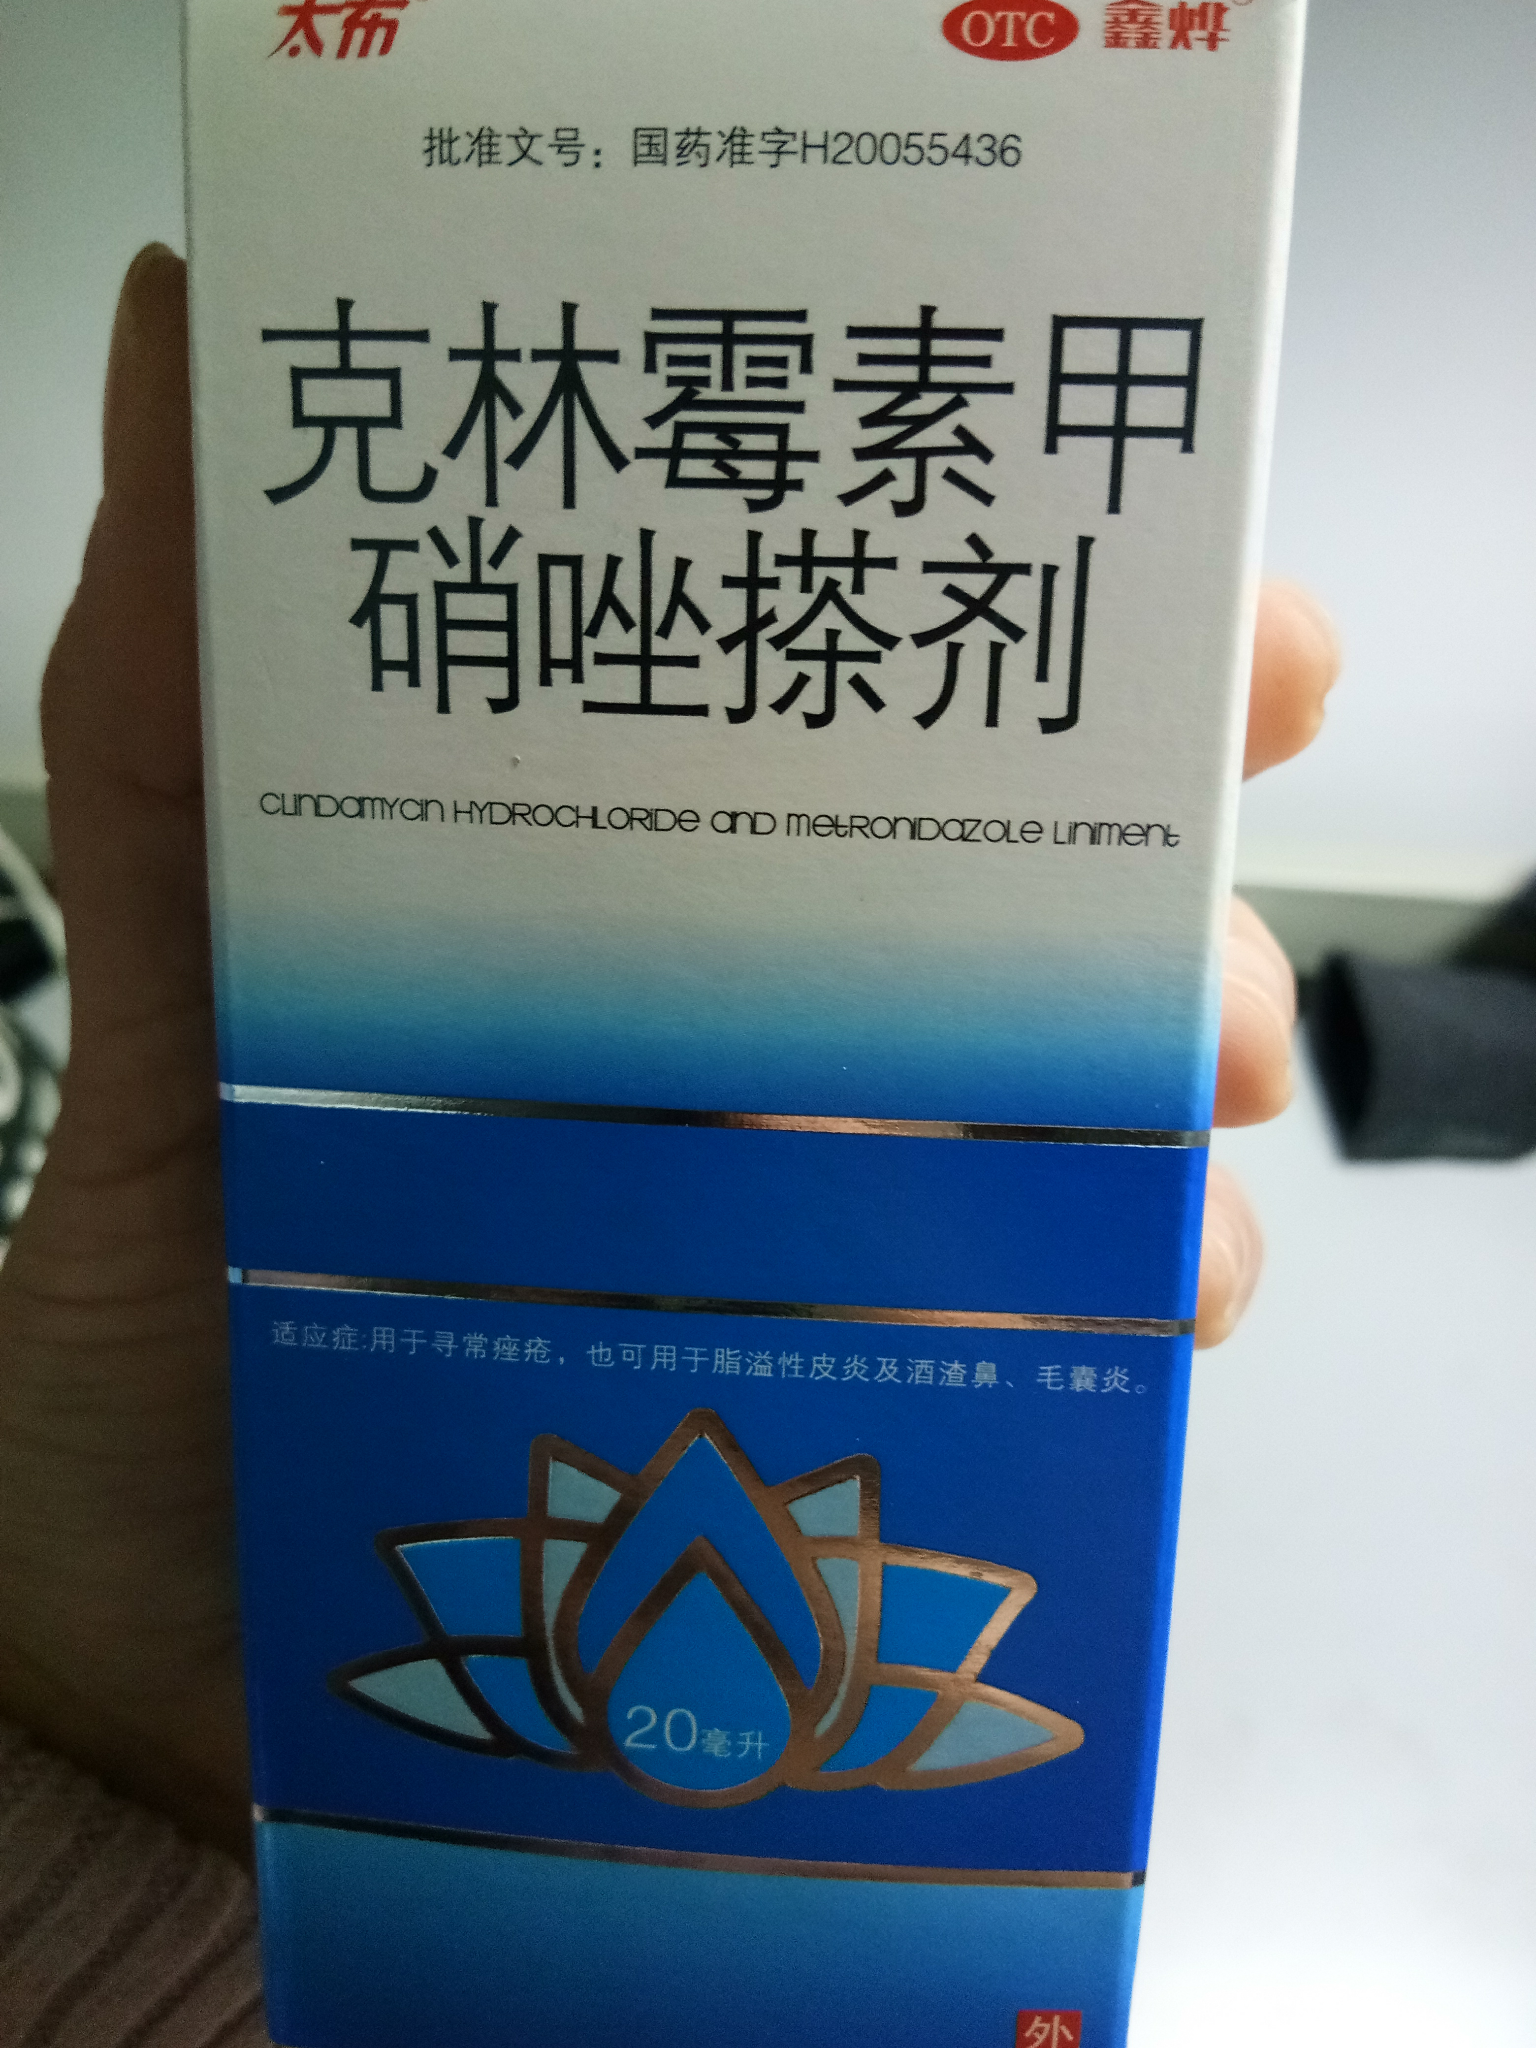 太布
OTC 鑫烨
批准文号：国药准字H20055436
克林霉素甲
硝唑搽剂
CLINDAMYCIN HYDROCHLORIDE AND METRONIDAZOLE LINIMENT
适应症:用于寻常痤疮，也可用于脂溢性皮炎及酒渣鼻、毛囊炎。
20毫升
外